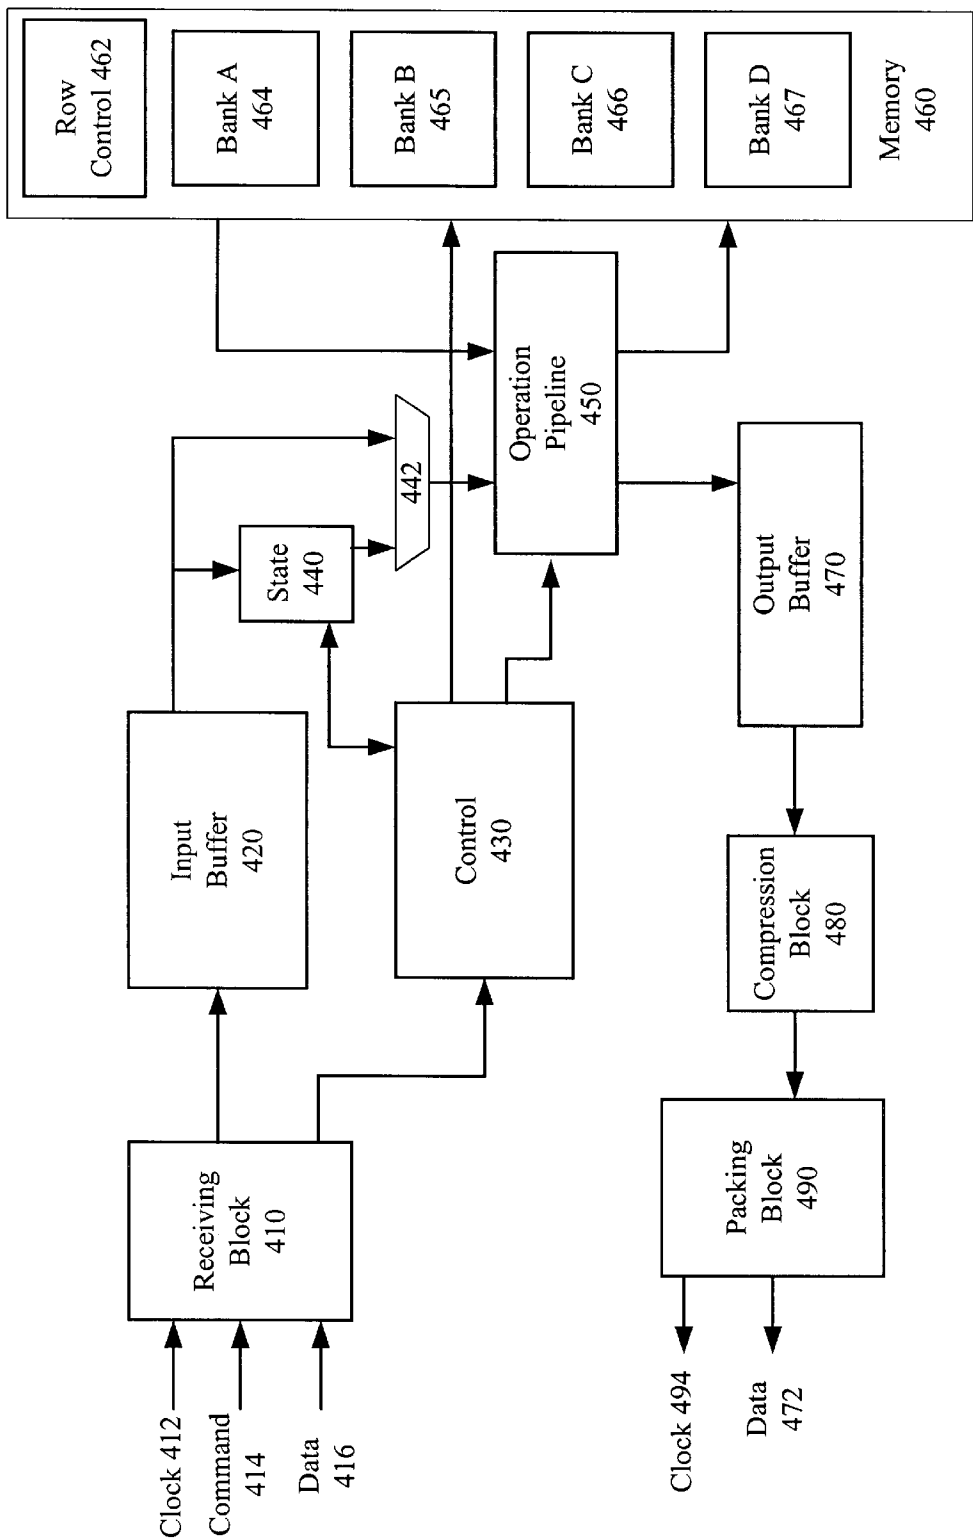 Clock 412
Command
414
Data
416
Receiving
Block
410
Input
Buffer
420
Control
430
State
440
442
Operation
Pipeline
450
Row
Control 462
Bank A
464
Bank B
465
Bank C
466
Bank D
467
Memory
460
Output
Buffer
470
Compression
Block
480
Packing
Block
490
Clock 494
Data
472